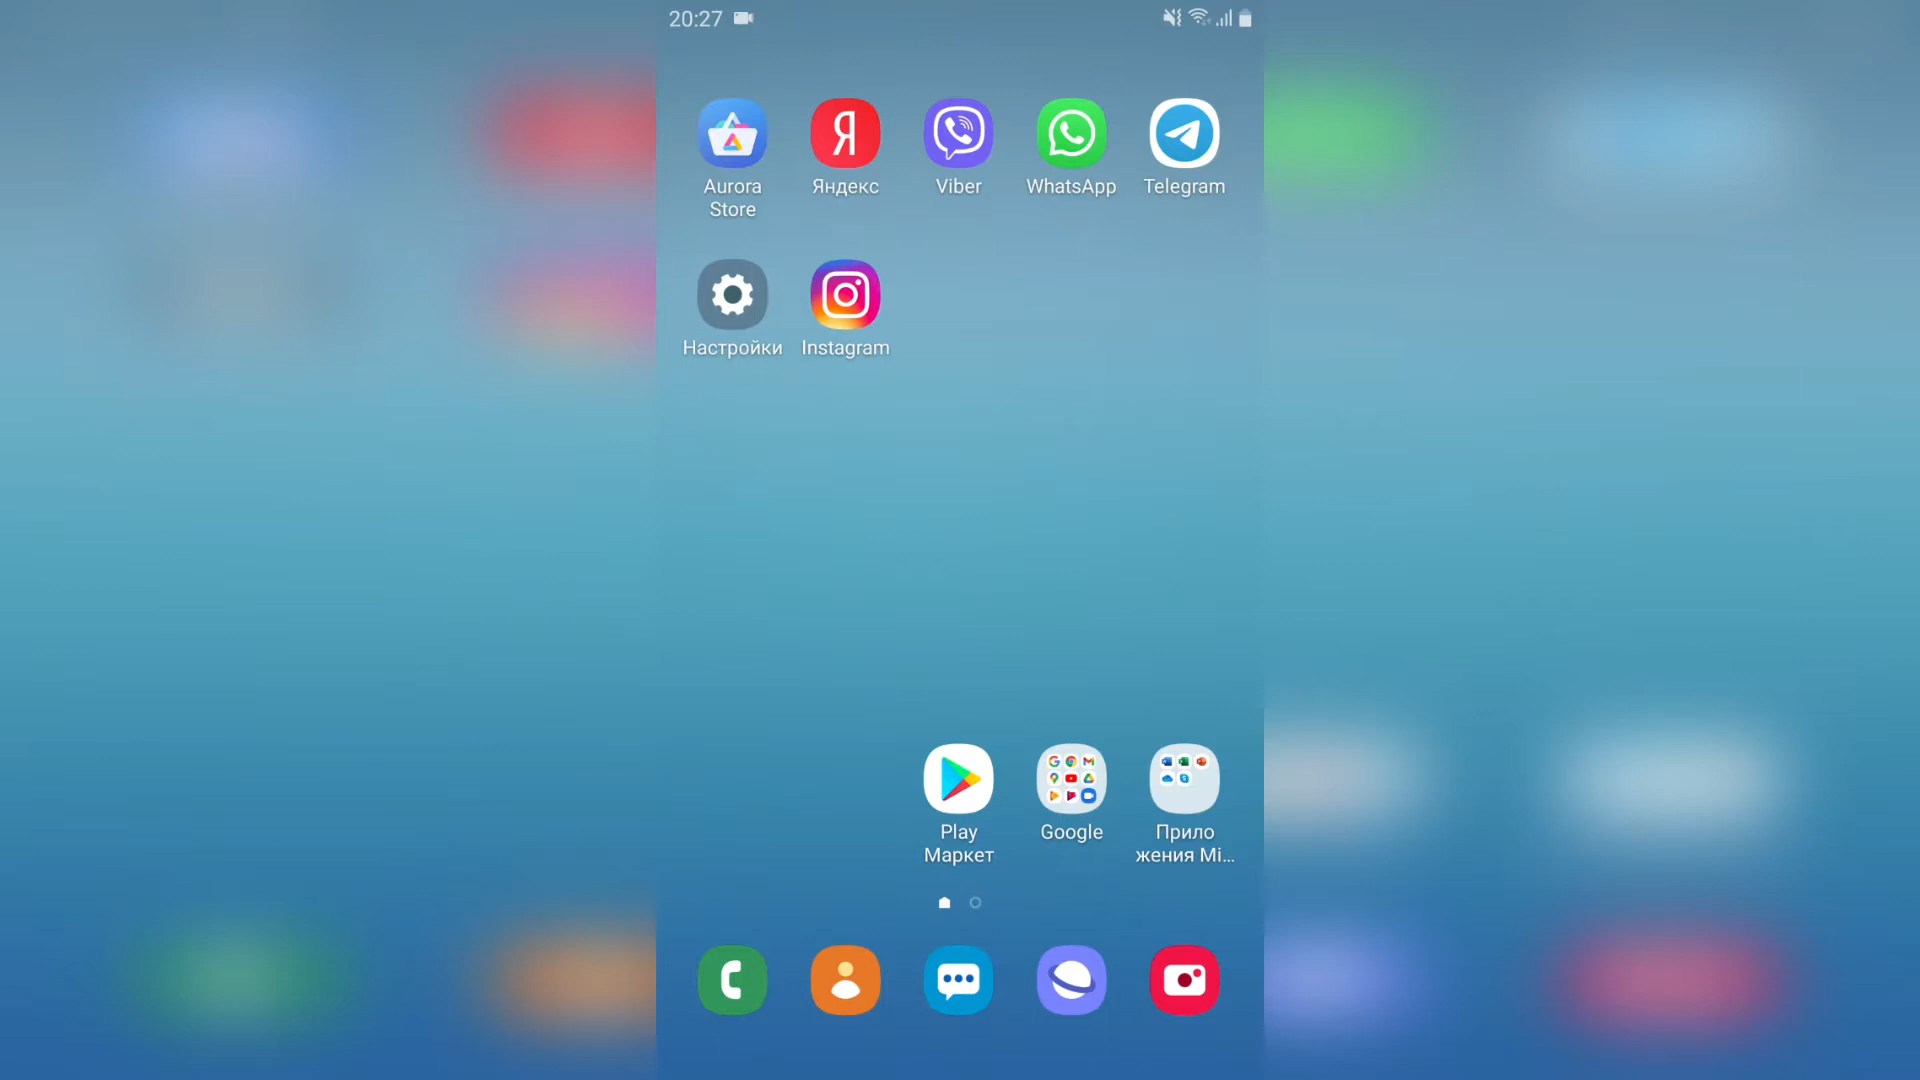 20:27
Aurora
Store
Яндекс
Viber
WhatsApp
Telegram
Настройки
Instagram
Play
Маркет
Google
Прило
жения Mi...